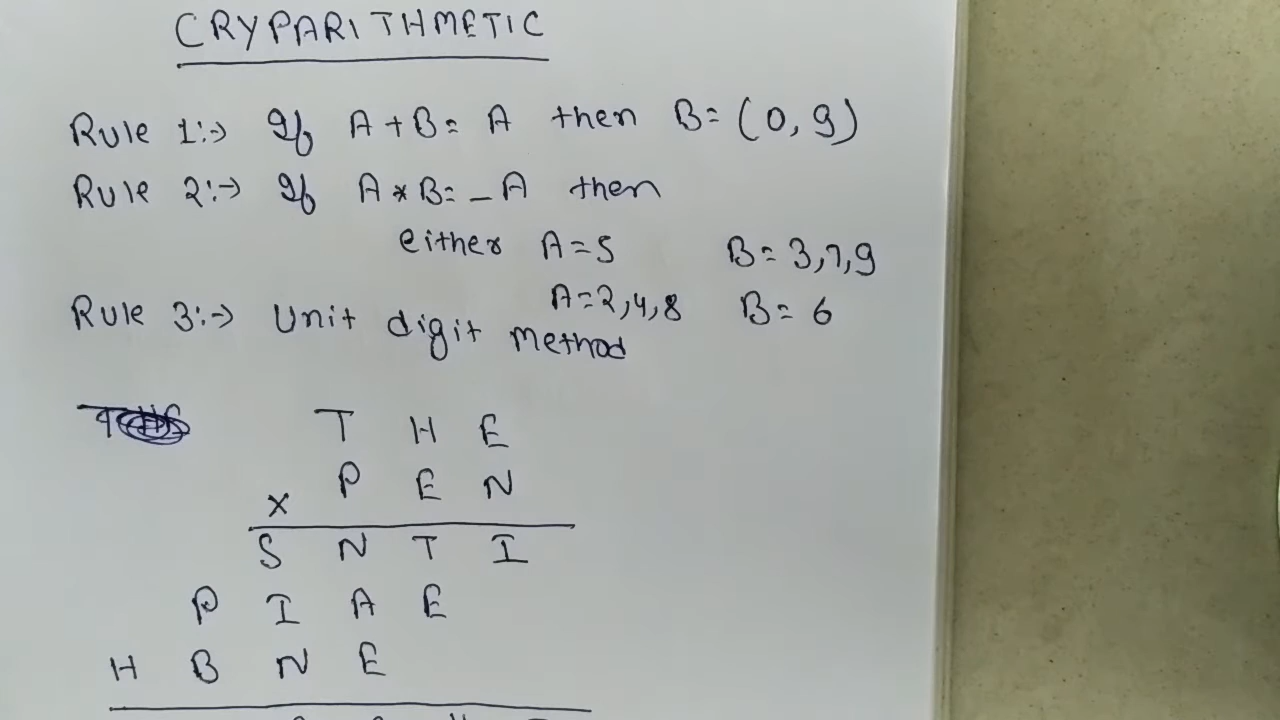 CRYPARITHMETIC
Rule 1:→ If A + B = A then B = (0, 9)
Rule 2:→ If A * B = _ A then
either A = 5 B = 3,7,9
A = 2,4,8 B = 6
Rule 3:→ Unit digit method
T H E
x P E N
S N T I
P I A E
H B N E